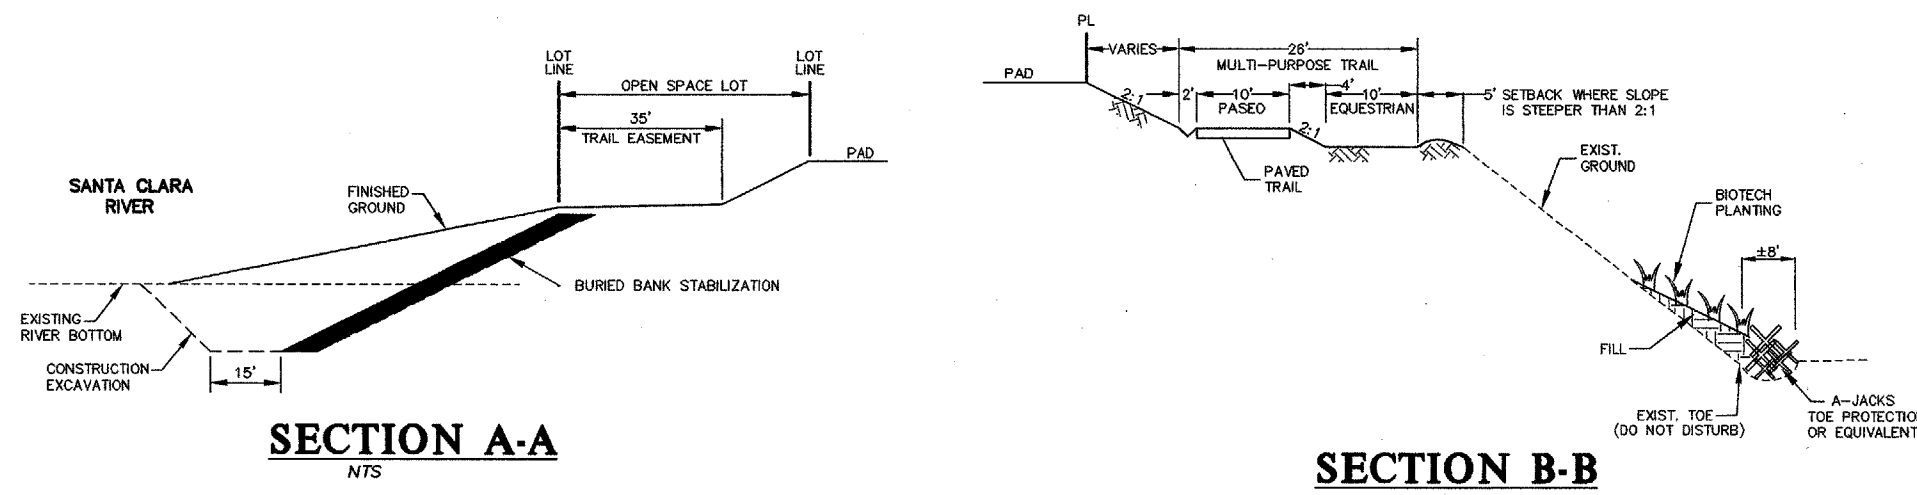 LOT
LINE
LOT
LINE
OPEN SPACE LOT
35'
TRAIL EASEMENT
PAD
SANTA CLARA
RIVER
FINISHED
GROUND
BURIED BANK STABILIZATION
EXISTING
RIVER BOTTOM
CONSTRUCTION
EXCAVATION
15'
SECTION A-A
NTS
PL
VARIES
26'
MULTI-PURPOSE TRAIL
PAD
2:1
2'
10'
PASEO
4'
10'
EQUESTRIAN
5' SETBACK WHERE SLOPE
IS STEEPER THAN 2:1
2:1
PAVED
TRAIL
EXIST.
GROUND
BIOTECH
PLANTING
±8'
FILL
EXIST. TOE
(DO NOT DISTURB)
A-JACKS
TOE PROTECTIO
OR EQUIVALENT
SECTION B-B